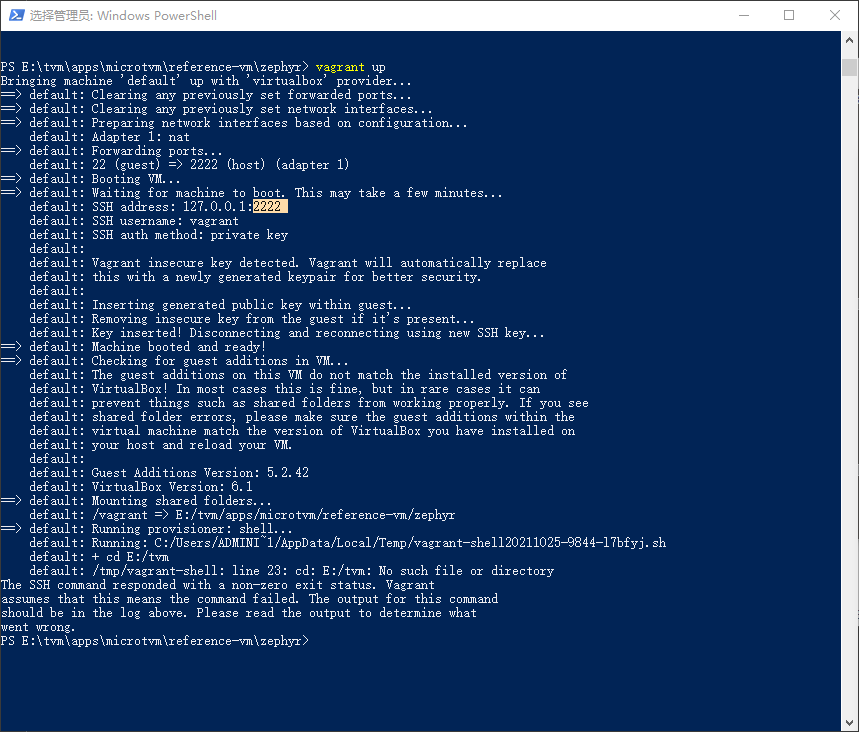 选择管理员: Windows PowerShell
PS E:\tvm\apps\microtvm\reference-vm\zephyr> vagrant up
Bringing machine 'default' up with 'virtualbox' provider...
==> default: Clearing any previously set forwarded ports...
==> default: Clearing any previously set network interfaces...
==> default: Preparing network interfaces based on configuration...
default: Adapter 1: nat
==> default: Forwarding ports...
default: 22 (guest) => 2222 (host) (adapter 1)
==> default: Booting VM...
==> default: Waiting for machine to boot. This may take a few minutes...
default: SSH address: 127.0.0.1:2222
default: SSH username: vagrant
default: SSH auth method: private key
default:
default: Vagrant insecure key detected. Vagrant will automatically replace
default: this with a newly generated keypair for better security.
default:
default: Inserting generated public key within guest...
default: Removing insecure key from the guest if it's present...
default: Key inserted! Disconnecting and reconnecting using new SSH key...
==> default: Machine booted and ready!
==> default: Checking for guest additions in VM...
default: The guest additions on this VM do not match the installed version of
default: VirtualBox! In most cases this is fine, but in rare cases it can
default: prevent things such as shared folders from working properly. If you see
default: shared folder errors, please make sure the guest additions within the
default: virtual machine match the version of VirtualBox you have installed on
default: your host and reload your VM.
default:
default: Guest Additions Version: 5.2.42
default: VirtualBox Version: 6.1
==> default: Mounting shared folders...
default: /vagrant => E:/tvm/apps/microtvm/reference-vm/zephyr
==> default: Running provisioner: shell...
default: Running: C:/Users/ADMINI~1/AppData/Local/Temp/vagrant-shell20211025-9844-17bfyj.sh
default: + cd E:/tvm
default: /tmp/vagrant-shell: line 23: cd: E:/tvm: No such file or directory
The SSH command responded with a non-zero exit status. Vagrant
assumes that this means the command failed. The output for this command
should be in the log above. Please read the output to determine what
went wrong.
PS E:\tvm\apps\microtvm\reference-vm\zephyr>